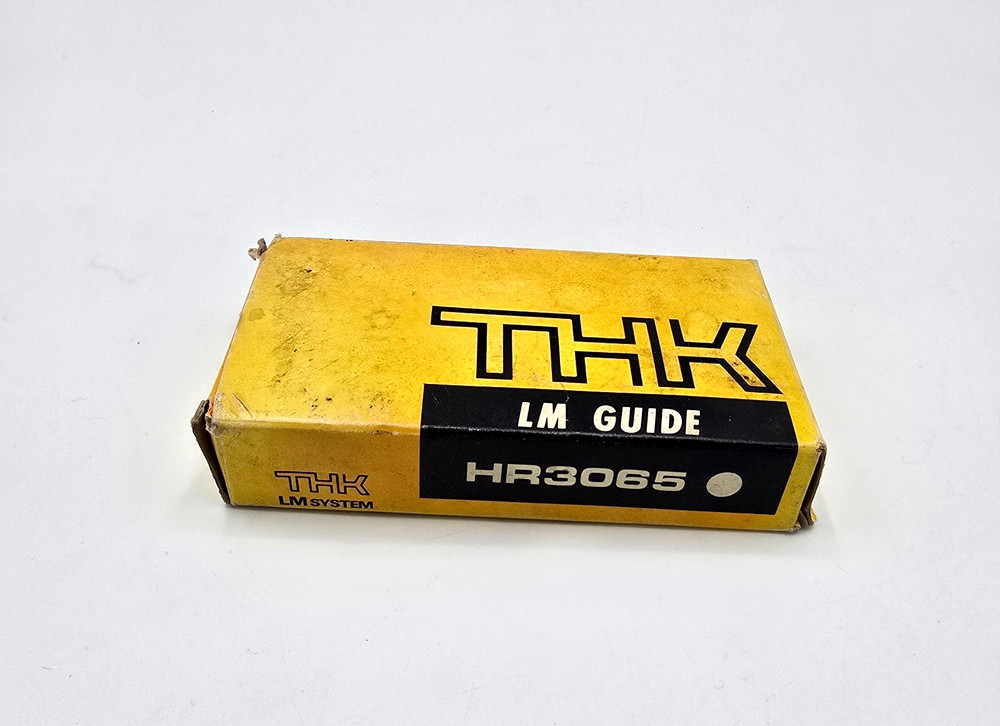 THK
LM GUIDE
HR3065
THK
LM SYSTEM